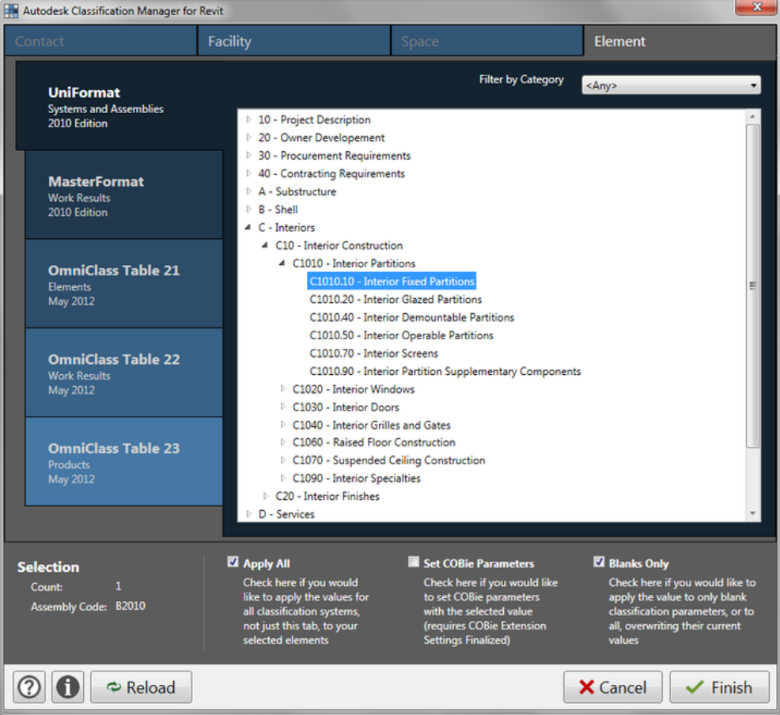 Autodesk Classification Manager for Revit
Contact
Facility
Space
Element
UniFormat
Systems and Assemblies
2010 Edition
MasterFormat
Work Results
2010 Edition
OmniClass Table 21
Elements
May 2012
OmniClass Table 22
Work Results
May 2012
OmniClass Table 23
Products
May 2012
Filter by Category
<Any>
10 - Project Description
20 - Owner Developement
30 - Procurement Requirements
40 - Contracting Requirements
A - Substructure
B - Shell
C - Interiors
C10 - Interior Construction
C1010 - Interior Partitions
C1010.10 - Interior Fixed Partitions
C1010.20 - Interior Glazed Partitions
C1010.40 - Interior Demountable Partitions
C1010.50 - Interior Operable Partitions
C1010.70 - Interior Screens
C1010.90 - Interior Partition Supplementary Components
C1020 - Interior Windows
C1030 - Interior Doors
C1040 - Interior Grilles and Gates
C1060 - Raised Floor Construction
C1070 - Suspended Ceiling Construction
C1090 - Interior Specialties
C20 - Interior Finishes
D - Services
Selection
Count: 1
Assembly Code: B2010
Apply All
Check here if you would
like to apply the values for
all classification systems,
not just this tab, to your
selected elements
Set COBie Parameters
Check here if you would like
to set COBie parameters
with the selected value
(requires COBie Extension
Settings Finalized)
Blanks Only
Check here if you would like to
apply the value to only blank
classification parameters, or to
all, overwriting their current
values
Reload
Cancel
Finish